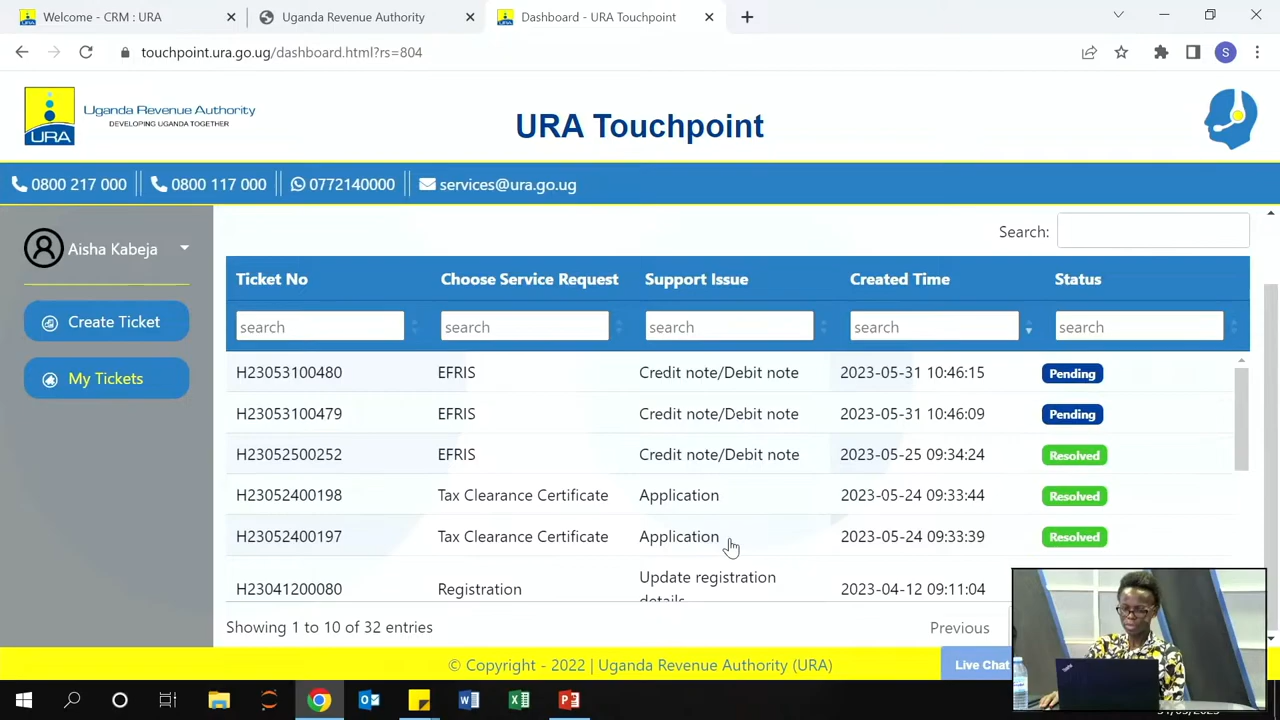 Welcome - CRM : URA
Uganda Revenue Authority
Dashboard - URA Touchpoint
touchpoint.ura.go.ug/dashboard.html?rs=804
S
Uganda Revenue Authority
DEVELOPING UGANDA TOGETHER
URA
URA Touchpoint
0800 217 000
0800 117 000
0772140000
services@ura.go.ug
Aisha Kabeja
Create Ticket
My Tickets
Search:
Ticket No Choose Service Request Support Issue Created Time Status
search search search search search
H23053100480 EFRIS Credit note/Debit note 2023-05-31 10:46:15 Pending
H23053100479 EFRIS Credit note/Debit note 2023-05-31 10:46:09 Pending
H23052500252 EFRIS Credit note/Debit note 2023-05-25 09:34:24 Resolved
H23052400198 Tax Clearance Certificate Application 2023-05-24 09:33:44 Resolved
H23052400197 Tax Clearance Certificate Application 2023-05-24 09:33:39 Resolved
H23041200080 Registration Update registration details 2023-04-12 09:11:04
Showing 1 to 10 of 32 entries
Previous
© Copyright - 2022 | Uganda Revenue Authority (URA)
Live Chat